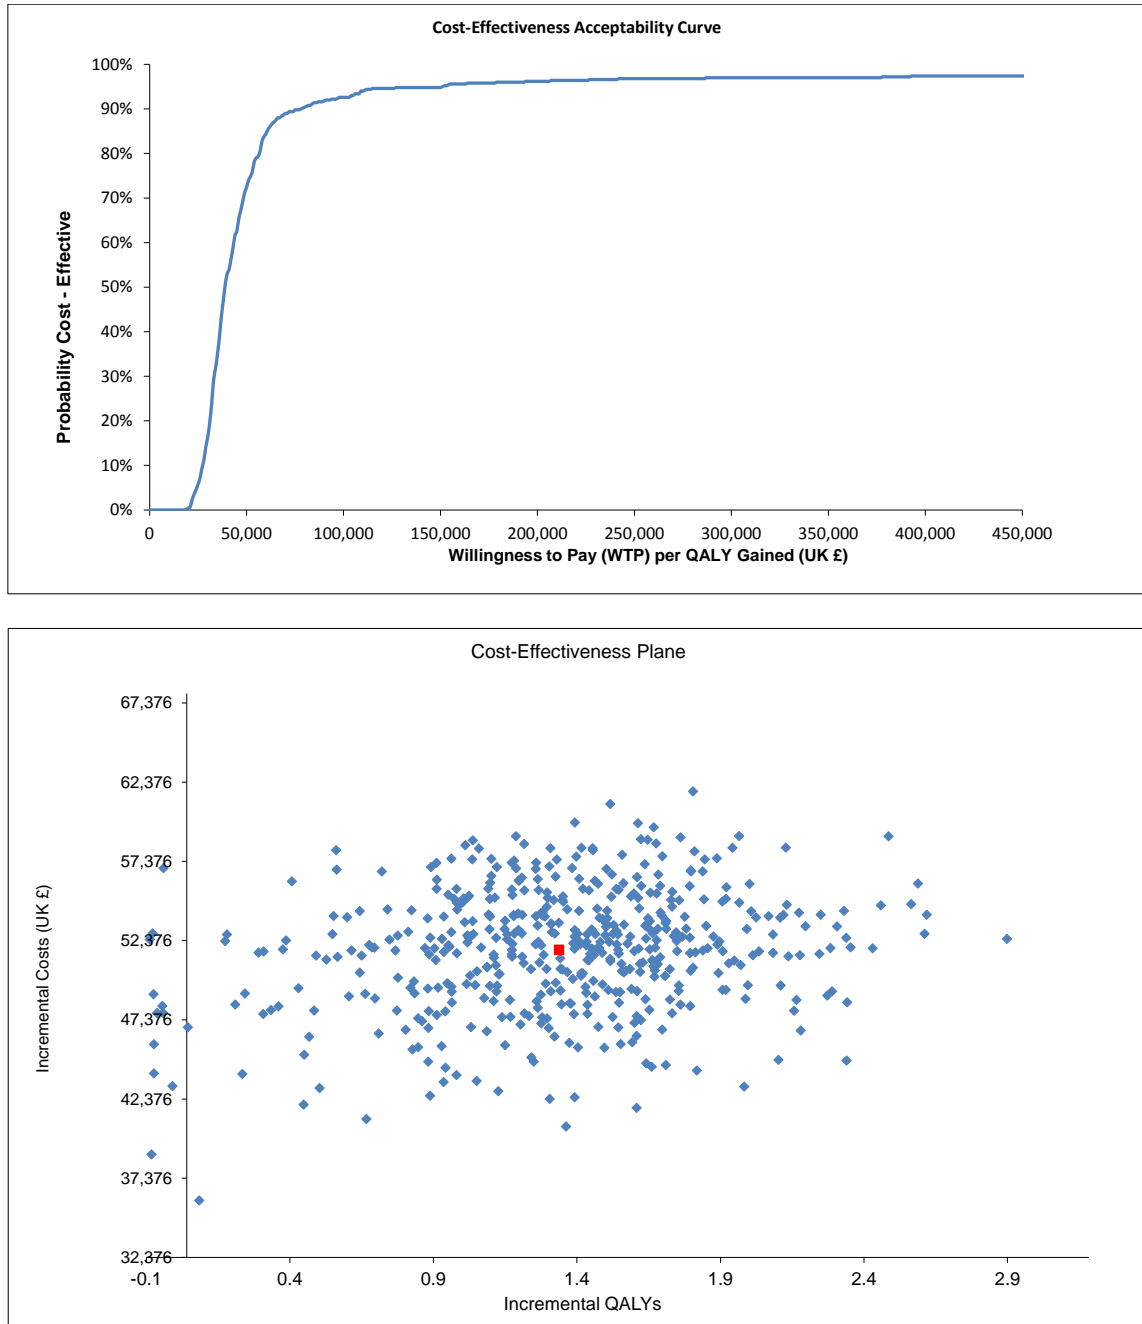 Cost-Effectiveness Acceptability Curve
100%
90%
80%
70%
60%
50%
40%
30%
20%
10%
0%
Probability Cost - Effective
0 50,000 100,000 150,000 200,000 250,000 300,000 350,000 400,000 450,000
Willingness to Pay (WTP) per QALY Gained (UK £)
Cost-Effectiveness Plane
67,376
62,376
57,376
52,376
47,376
42,376
37,376
32,376
Incremental Costs (UK £)
-0.1 0.4 0.9 1.4 1.9 2.4 2.9
Incremental QALYs